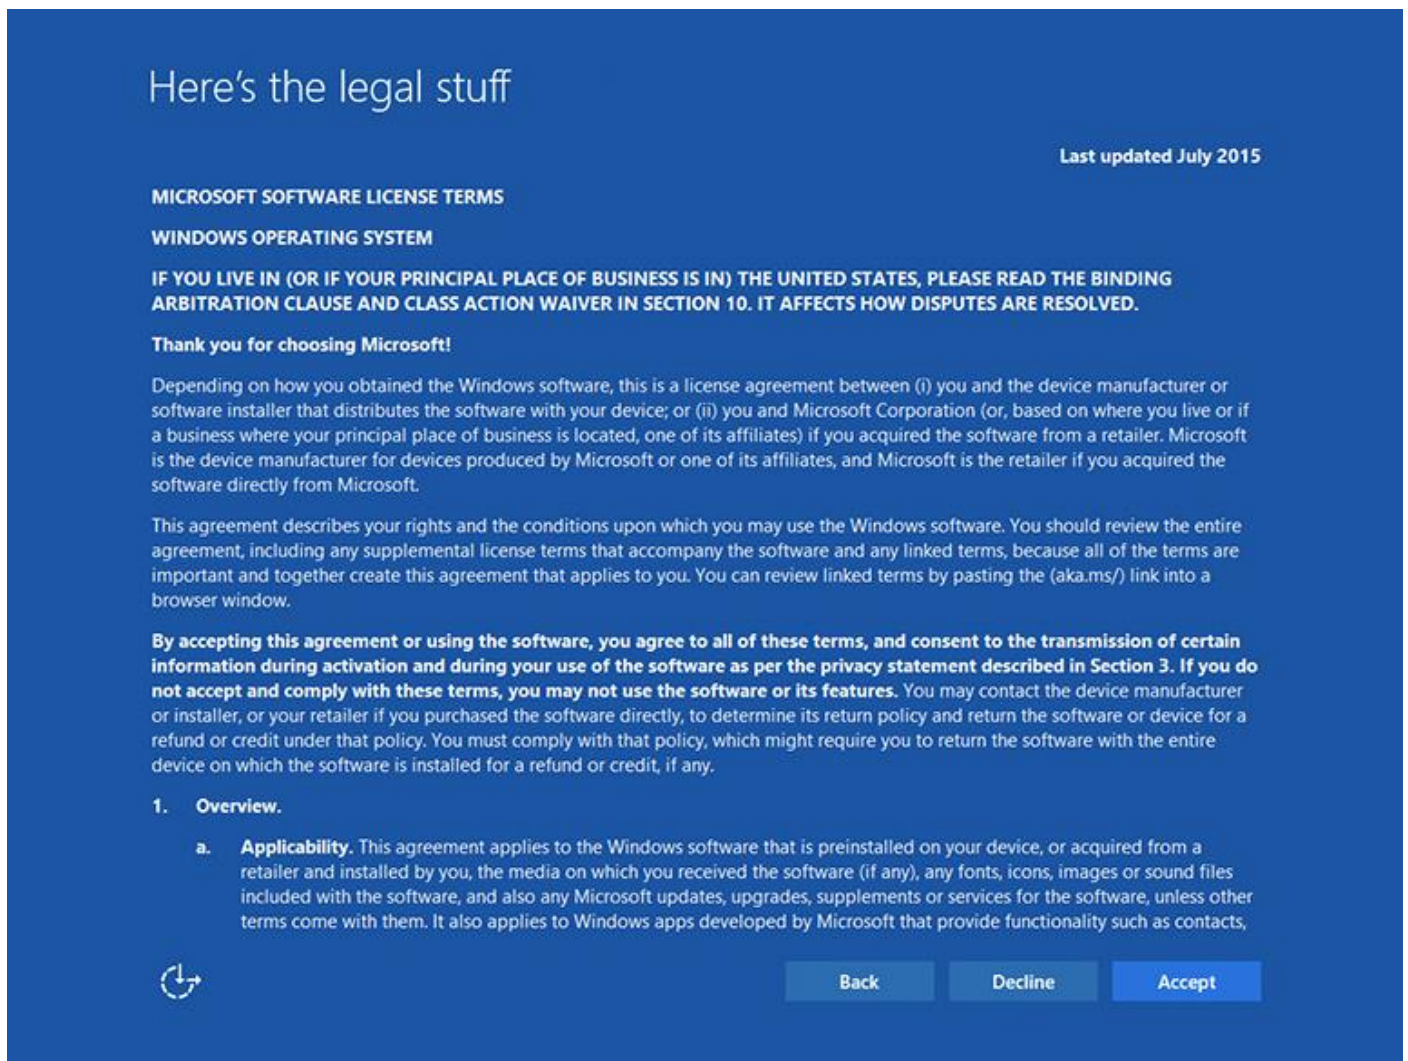 Here's the legal stuff
Last updated July 2015
MICROSOFT SOFTWARE LICENSE TERMS
WINDOWS OPERATING SYSTEM
IF YOU LIVE IN (OR IF YOUR PRINCIPAL PLACE OF BUSINESS IS IN) THE UNITED STATES, PLEASE READ THE BINDING
ARBITRATION CLAUSE AND CLASS ACTION WAIVER IN SECTION 10. IT AFFECTS HOW DISPUTES ARE RESOLVED.
Thank you for choosing Microsoft!
Depending on how you obtained the Windows software, this is a license agreement between (i) you and the device manufacturer or
software installer that distributes the software with your device; or (ii) you and Microsoft Corporation (or, based on where you live or if
a business where your principal place of business is located, one of its affiliates) if you acquired the software from a retailer. Microsoft
is the device manufacturer for devices produced by Microsoft or one of its affiliates, and Microsoft is the retailer if you acquired the
software directly from Microsoft.
This agreement describes your rights and the conditions upon which you may use the Windows software. You should review the entire
agreement, including any supplemental license terms that accompany the software and any linked terms, because all of the terms are
important and together create this agreement that applies to you. You can review linked terms by pasting the (aka.ms/) link into a
browser window.
By accepting this agreement or using the software, you agree to all of these terms, and consent to the transmission of certain
information during activation and during your use of the software as per the privacy statement described in Section 3. If you do
not accept and comply with these terms, you may not use the software or its features. You may contact the device manufacturer
or installer, or your retailer if you purchased the software directly, to determine its return policy and return the software or device for a
refund or credit under that policy. You must comply with that policy, which might require you to return the software with the entire
device on which the software is installed for a refund or credit, if any.
1. Overview.
a. Applicability. This agreement applies to the Windows software that is preinstalled on your device, or acquired from a
retailer and installed by you, the media on which you received the software (if any), any fonts, icons, images or sound files
included with the software, and also any Microsoft updates, upgrades, supplements or services for the software, unless other
terms come with them. It also applies to Windows apps developed by Microsoft that provide functionality such as contacts,
Back Decline Accept